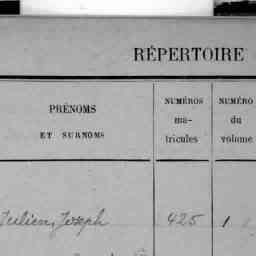 RÉPERTOIRE
PRÉNOMS
ET SURNOMS
NUMÉROS
ma-
tricules
NUMÉRO
du
volume
Julien, Joseph 425 1